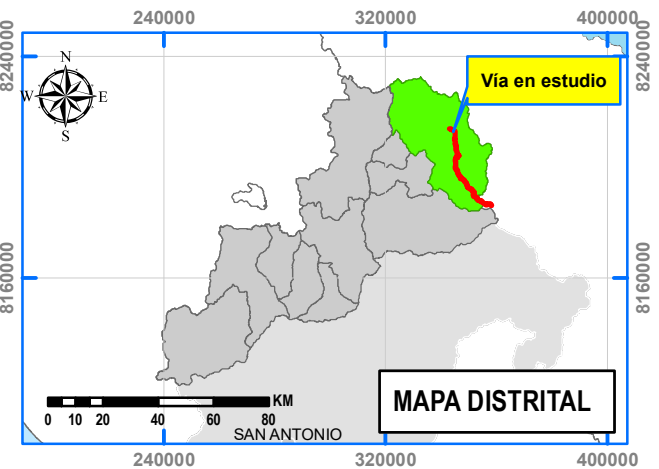 240000 320000 400000
8240000 8240000
N
W E
S
Vía en estudio
8160000 8160000
MAPA DISTRITAL
KM
0 10 20 40 60 80
SAN ANTONIO
240000 320000 400000